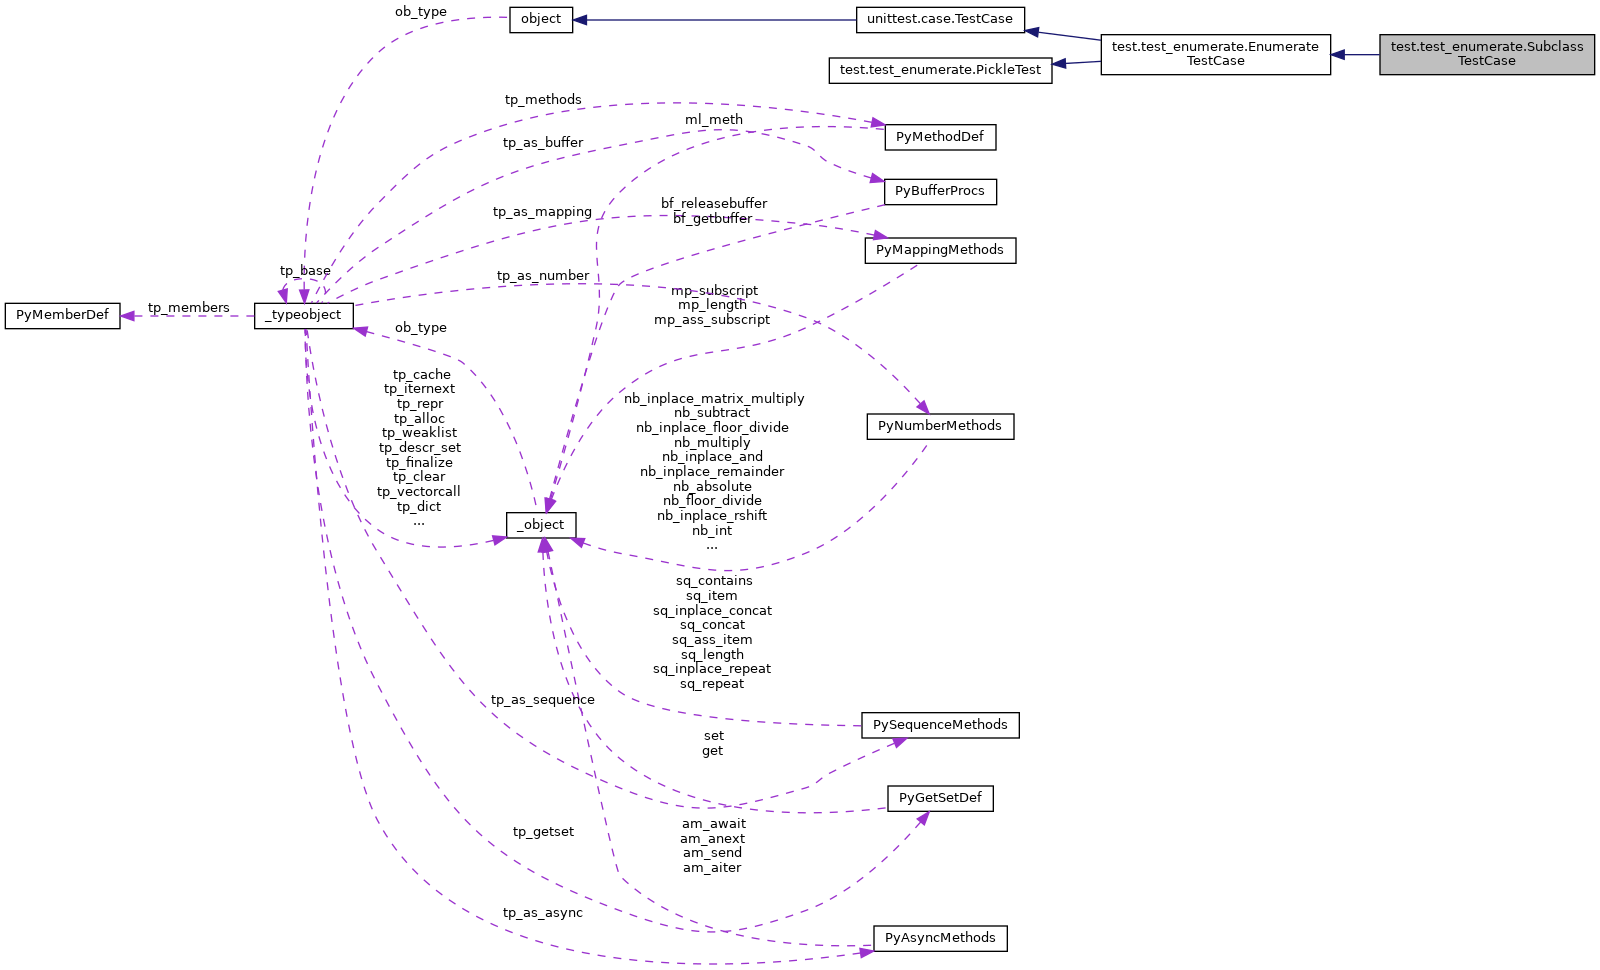 ob_type
object
unittest.case.TestCase
test.test_enumerate.Enumerate
TestCase
test.test_enumerate.Subclass
TestCase
test.test_enumerate.PickleTest
tp_methods
ml_meth
PyMethodDef
tp_as_buffer
PyBufferProcs
tp_as_mapping
bf_releasebuffer
bf_getbuffer
PyMappingMethods
tp_base
tp_as_number
mp_subscript
mp_length
mp_ass_subscript
PyMemberDef
tp_members
_typeobject
ob_type
tp_cache
tp_iternext
tp_repr
tp_alloc
tp_weaklist
tp_descr_set
tp_finalize
tp_clear
tp_vectorcall
tp_dict
...
nb_inplace_matrix_multiply
nb_subtract
nb_inplace_floor_divide
nb_multiply
nb_inplace_and
nb_inplace_remainder
nb_absolute
nb_floor_divide
nb_inplace_rshift
nb_int
...
PyNumberMethods
_object
sq_contains
sq_item
sq_inplace_concat
sq_concat
sq_ass_item
sq_length
sq_inplace_repeat
sq_repeat
tp_as_sequence
PySequenceMethods
set
get
PyGetSetDef
tp_getset
am_await
am_anext
am_send
am_aiter
tp_as_async
PyAsyncMethods